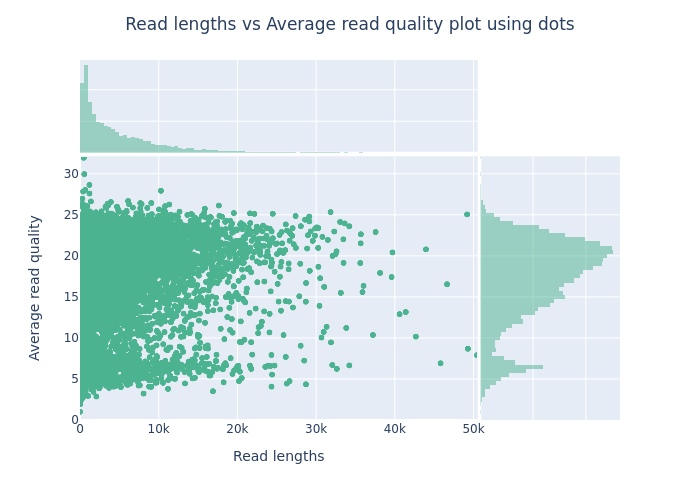 Read lengths vs Average read quality plot using dots
30
25
20
15
10
5
0
Average read quality
0 10k 20k 30k 40k 50k
Read lengths